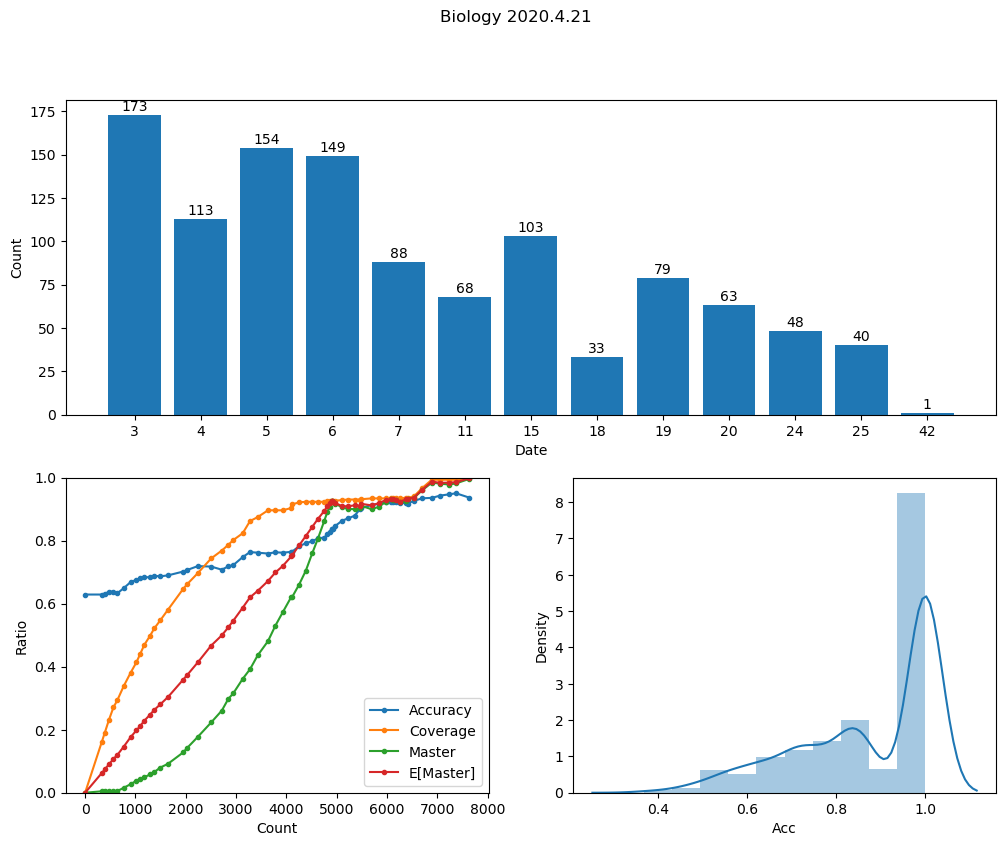 Biology 2020.4.21
175
150
125
100
75
50
25
0
Count
173
113
154
149
88
68
103
33
79
63
48
40
1
3 4 5 6 7 11 15 18 19 20 24 25 42
Date
1.0
0.8
0.6
0.4
0.2
0.0
Ratio
Accuracy
Coverage
Master
E[Master]
0 1000 2000 3000 4000 5000 6000 7000 8000
Count
8
7
6
5
4
3
2
1
0
Density
0.4 0.6 0.8 1.0
Acc